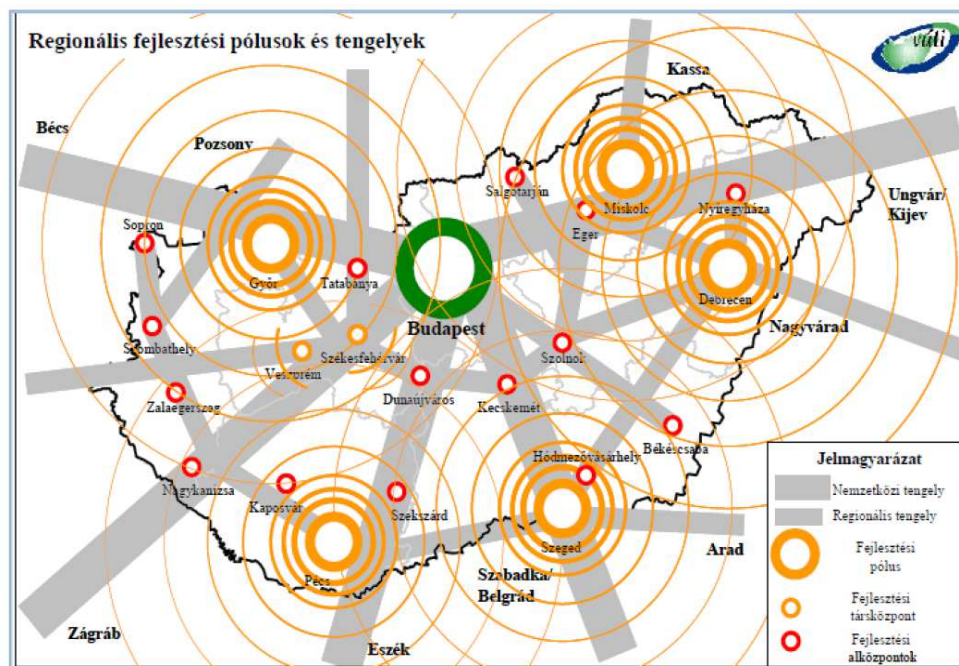 Regionális fejlesztési pólusok és tengelyek
váti
Kassa
Bécs
Pozsony
Ungvár/
Kijev
Salgótarján
Miskolc
Nyíregyháza
Eger
Sopron
Győr
Tatabánya
Debrecen
Budapest
Nagyvárad
Szombathely
Székesfehérvár
Szolnok
Veszprém
Dunaújváros
Kecskemét
Zalaegerszeg
Békéscsaba
Hódmezővásárhely
Nagykanizsa
Kaposvár
Szekszárd
Szeged
Arad
Pécs
Szabadka/
Belgrád
Zágráb
Eszék
Jelmagyarázat
Nemzetközi tengely
Regionális tengely
Fejlesztési
pólus
Fejlesztési
társközpont
Fejlesztési
alközpontok